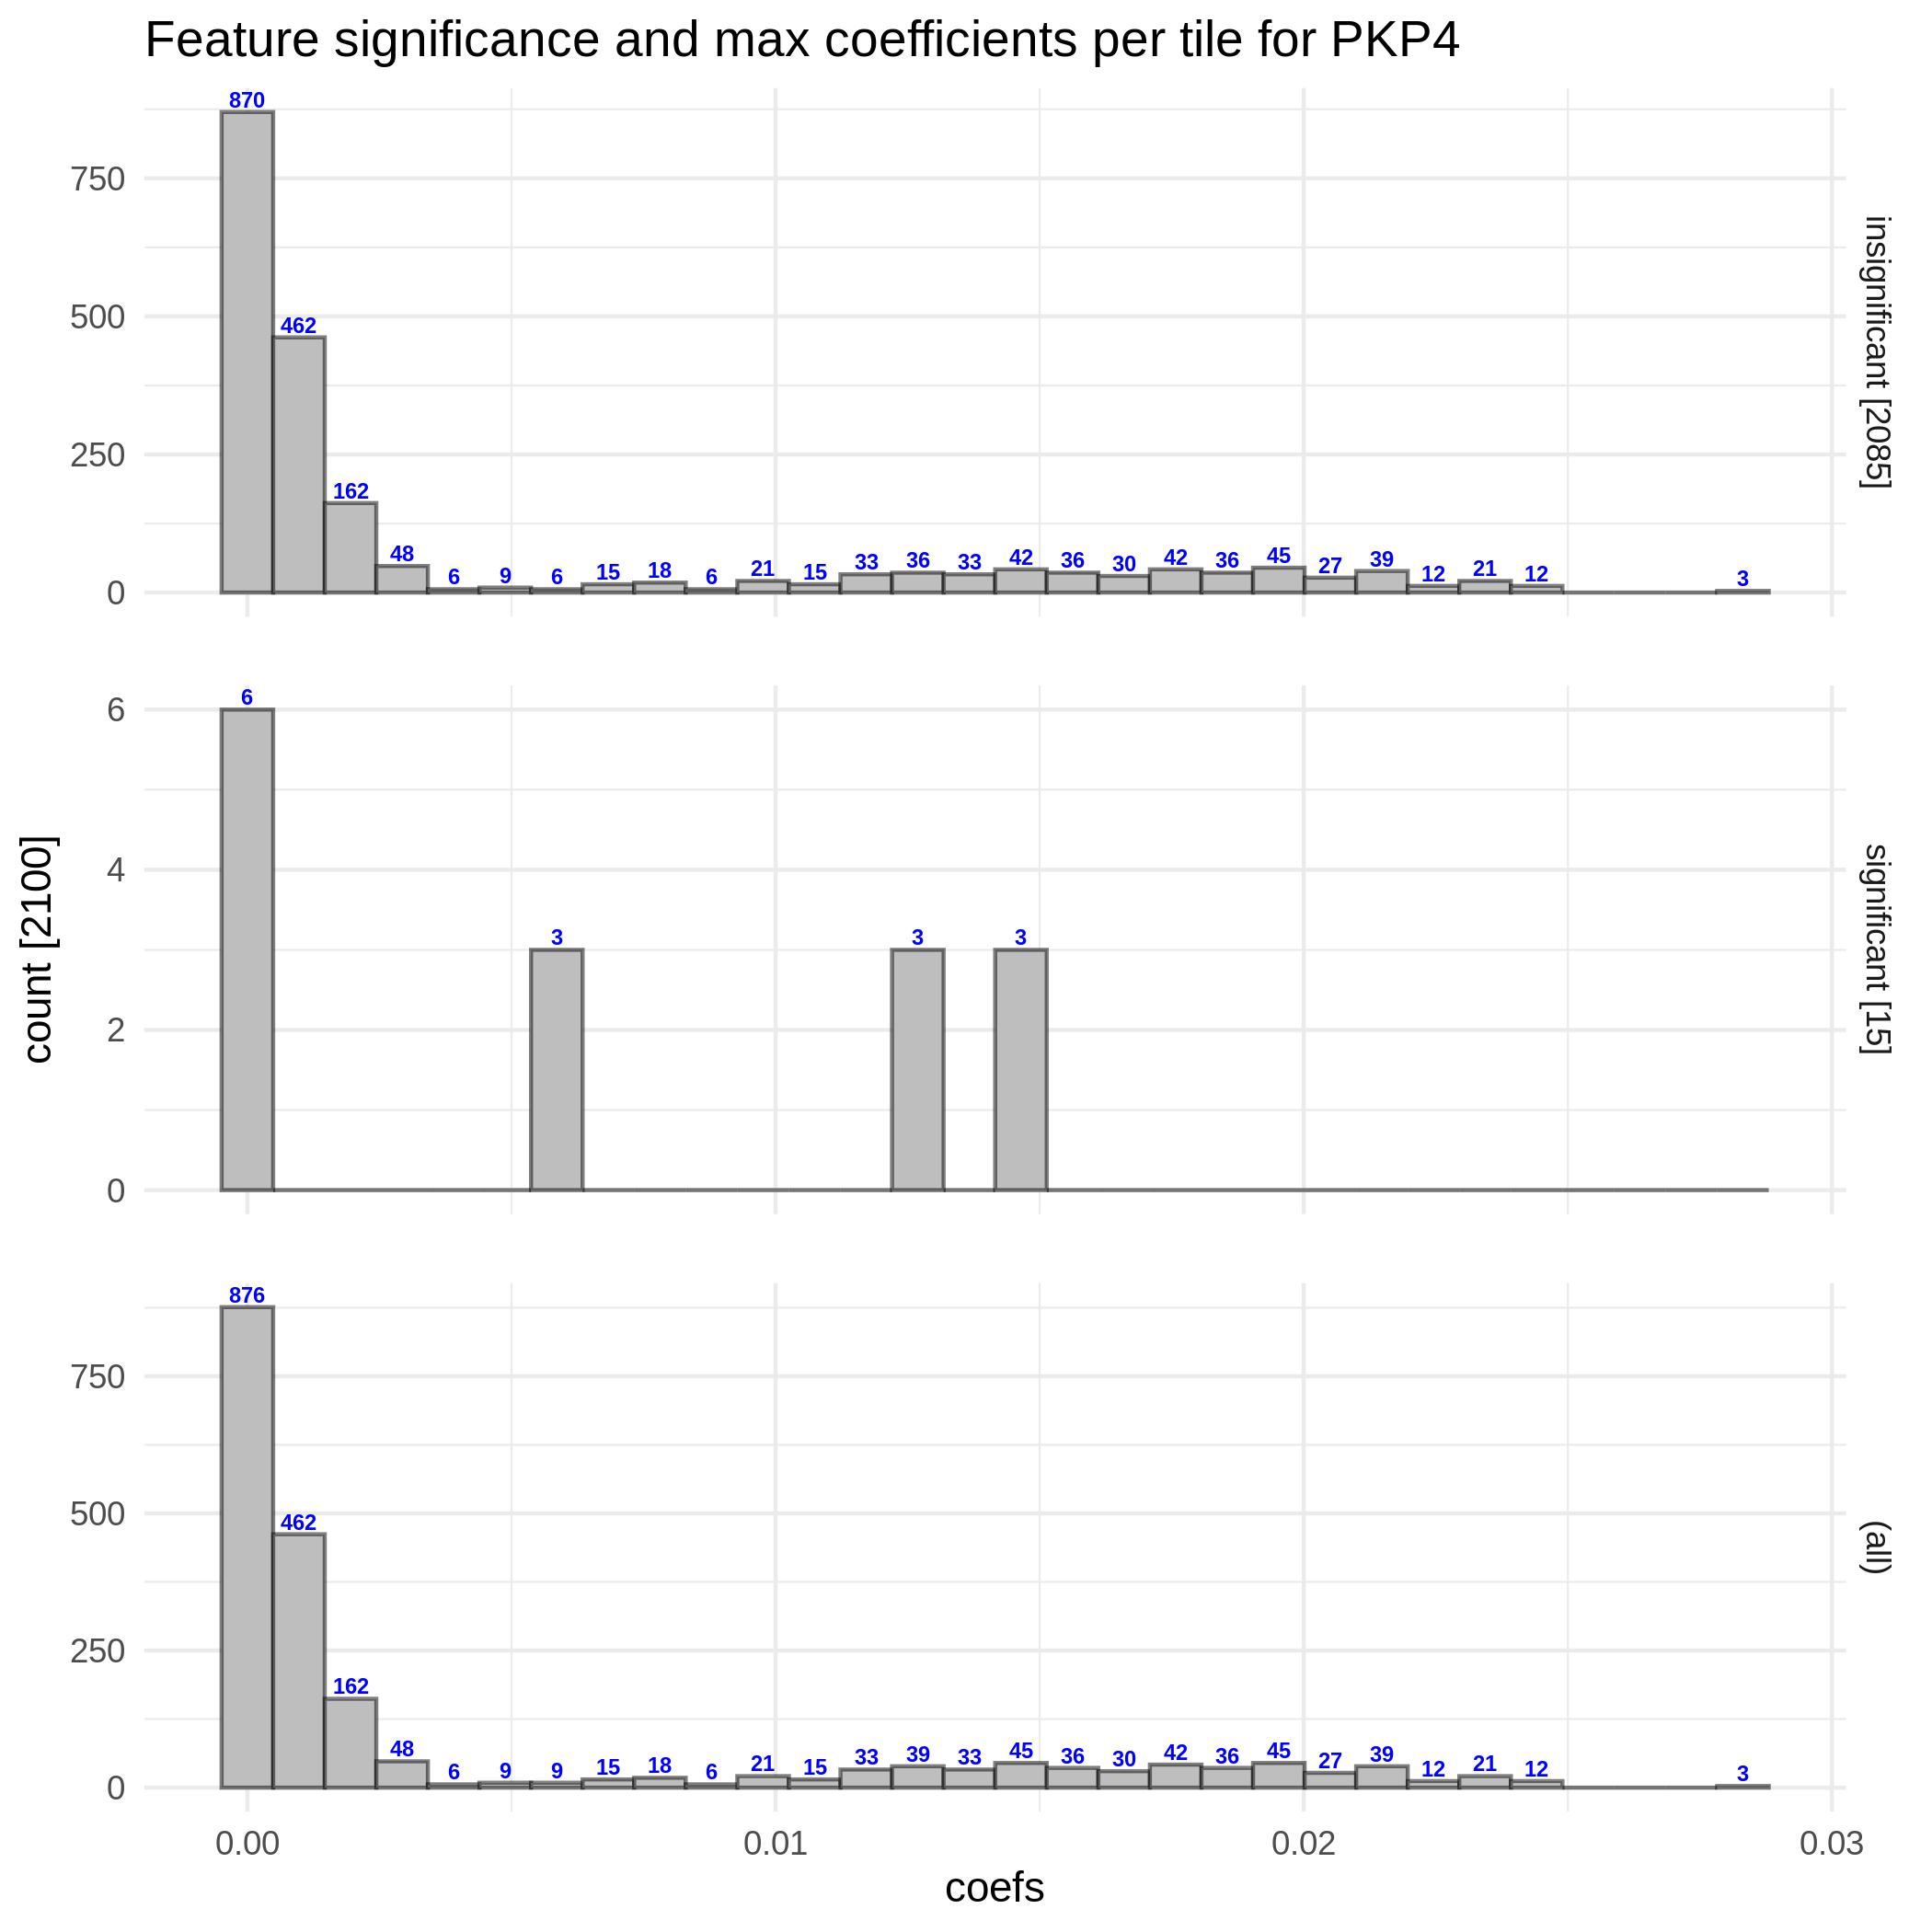 Feature significance and max coefficients per tile for PKP4
870
750
500
462
250
162
48 6 9 6 15 18 6 21 15 33 36 33 42 36 30 42 36 45 27 39 12 21 12 3
0
insignificant [2085]
6
6
4
3 3 3
2
0
significant [15]
count [2100]
876
750
500
462
250
162
48 6 9 9 15 18 6 21 15 33 39 33 45 36 30 42 36 45 27 39 12 21 12 3
0
(all)
0.00 0.01 0.02 0.03
coefs